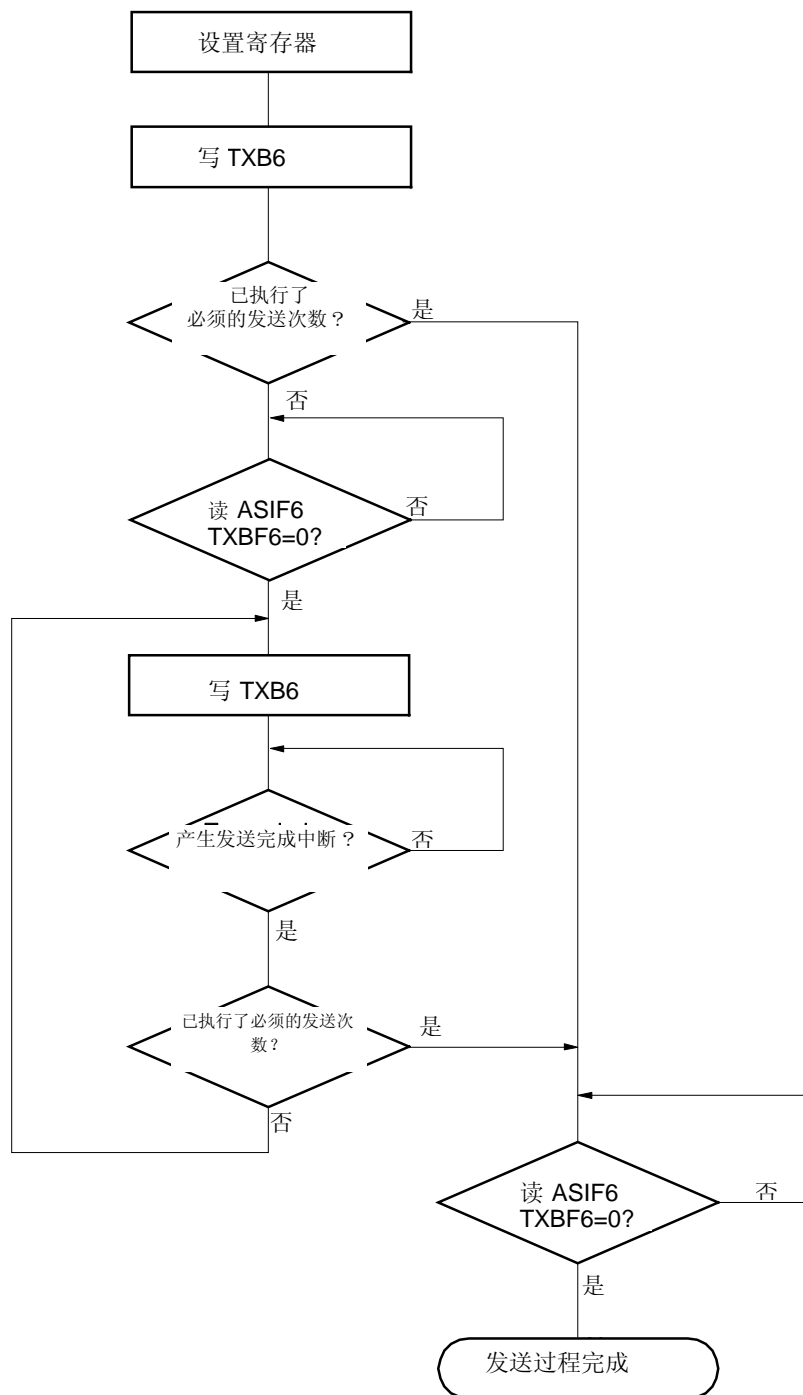 设置寄存器
写 TXB6
已执行了
必须的发送次数？
是
否
读 ASIF6
TXBF6=0?
否
是
写 TXB6
产生发送完成中断？
否
是
已执行了必须的发送次
数？
是
否
读 ASIF6
TXBF6=0?
否
是
发送过程完成